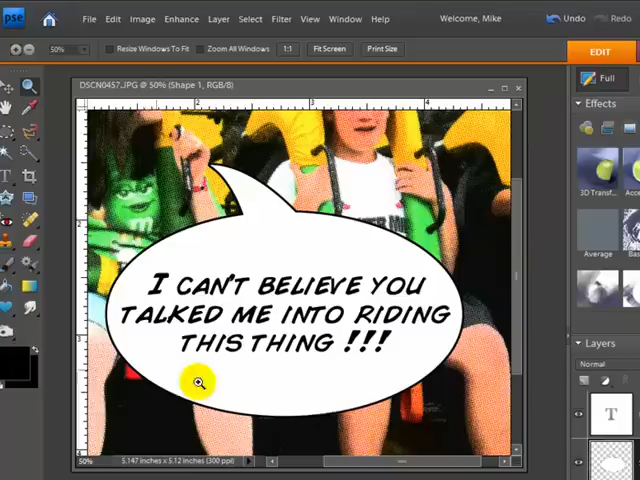 pse File Edit Image Enhance Layer Select Filter View Window Help Welcome, Mike Undo Redo
50% Resize Windows To Fit Zoom All Windows 1:1 Fit Screen Print Size EDIT
DSCN0457.JPG @ 50% (Shape 1, RGB/8)
Full
Effects
2 3 4
3D Transf...
Average
I CAN'T BELIEVE YOU
TALKED ME INTO RIDING
THIS THING !!!
Layers
Normal
T
50% 5.147 inches x 5.12 inches (300 ppi)